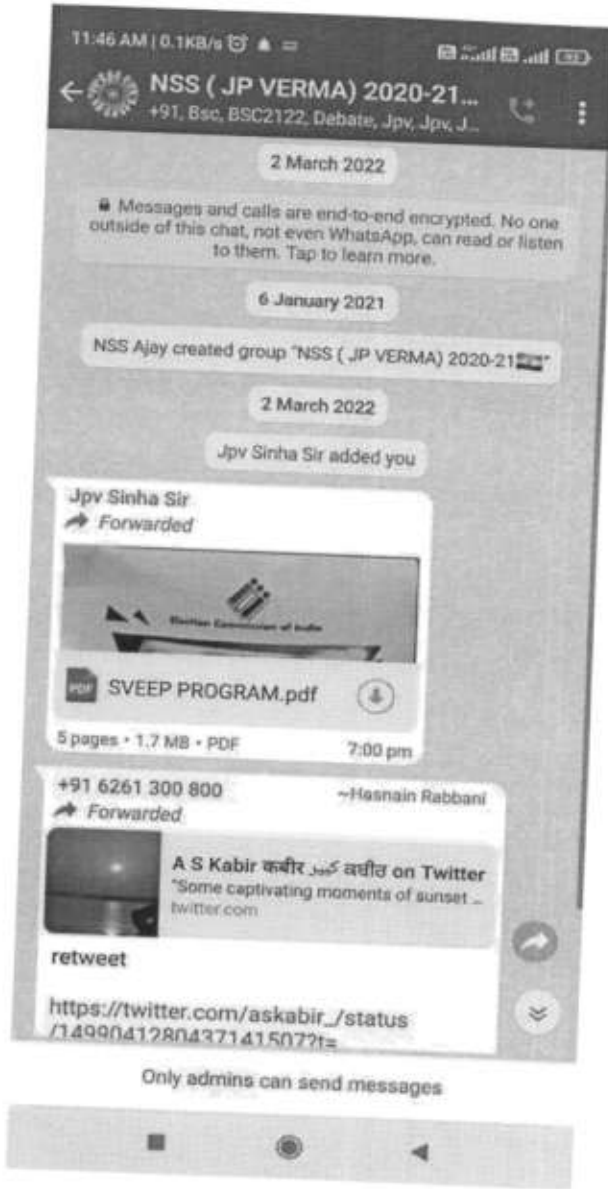 11:46 AM | 0.1KB/s
NSS ( JP VERMA) 2020-21...
+91, Bsc, BSC2122, Debate, Jpv, Jpv, J...
2 March 2022
Messages and calls are end-to-end encrypted. No one
outside of this chat, not even WhatsApp, can read or listen
to them. Tap to learn more.
6 January 2021
NSS Ajay created group "NSS ( JP VERMA) 2020-21🇮🇳"
2 March 2022
Jpv Sinha Sir added you
Jpv Sinha Sir
Forwarded
Election Commission of India
PDF
SVEEP PROGRAM.pdf
5 pages • 1.7 MB • PDF
7:00 pm
+91 6261 300 800
~Hasnain Rabbani
Forwarded
A S Kabir कबीर کبیر on Twitter
"Some captivating moments of sunset ...
twitter.com
retweet
https://twitter.com/askabir_/status
/1499041280437141507?t=
Only admins can send messages